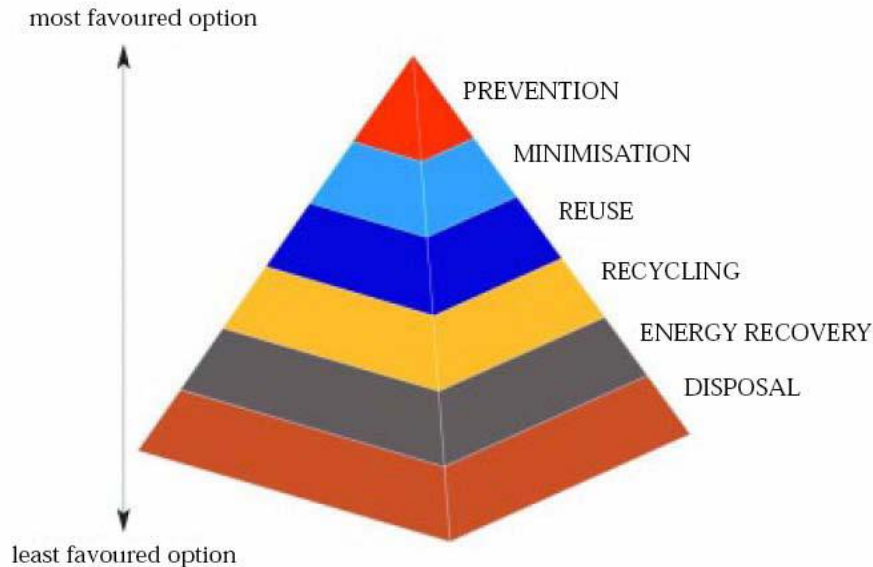 most favoured option
PREVENTION
MINIMISATION
REUSE
RECYCLING
ENERGY RECOVERY
DISPOSAL
least favoured option